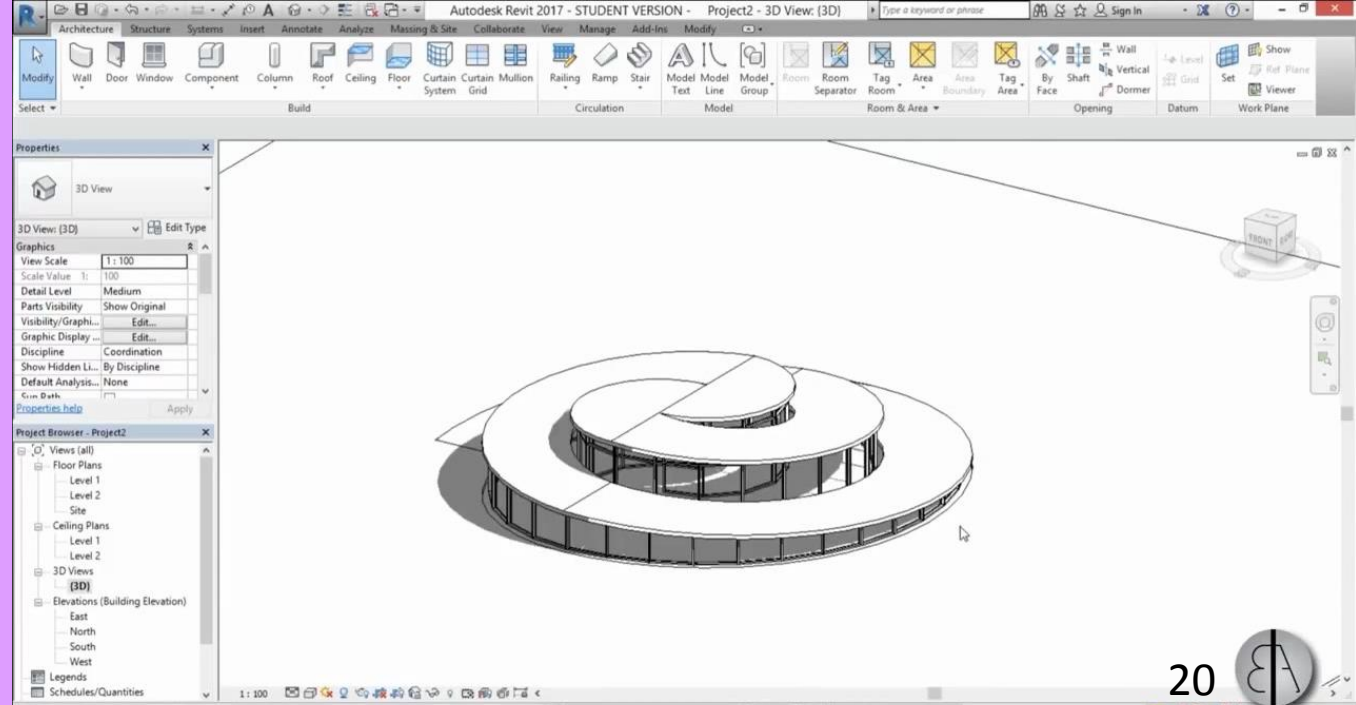 Autodesk Revit 2017 - STUDENT VERSION - Project2 - 3D View: {3D}
Type a keyword or phrase
Sign In
Architecture Structure Systems Insert Annotate Analyze Massing & Site Collaborate View Manage Add-Ins Modify
Modify Wall Door Window Component Column Roof Ceiling Floor Curtain System Curtain Grid Mullion Railing Ramp Stair Model Text Model Line Model Group Room Room Separator Tag Room Area Area Boundary Tag Area By Face Shaft Wall Vertical Dormer Level Grid Set Show Ref Plane Viewer
Select Build Circulation Model Room & Area Opening Datum Work Plane
Properties
3D View
3D View: {3D} Edit Type
Graphics
View Scale 1 : 100
Scale Value 1: 100
Detail Level Medium
Parts Visibility Show Original
Visibility/Graphi... Edit...
Graphic Display ... Edit...
Discipline Coordination
Show Hidden Li... By Discipline
Default Analysis... None
Sun Path
Properties help Apply
Project Browser - Project2
Views (all)
Floor Plans
Level 1
Level 2
Site
Ceiling Plans
Level 1
Level 2
3D Views
{3D}
Elevations (Building Elevation)
East
North
South
West
Legends
Schedules/Quantities
FRONT
1 : 100
20